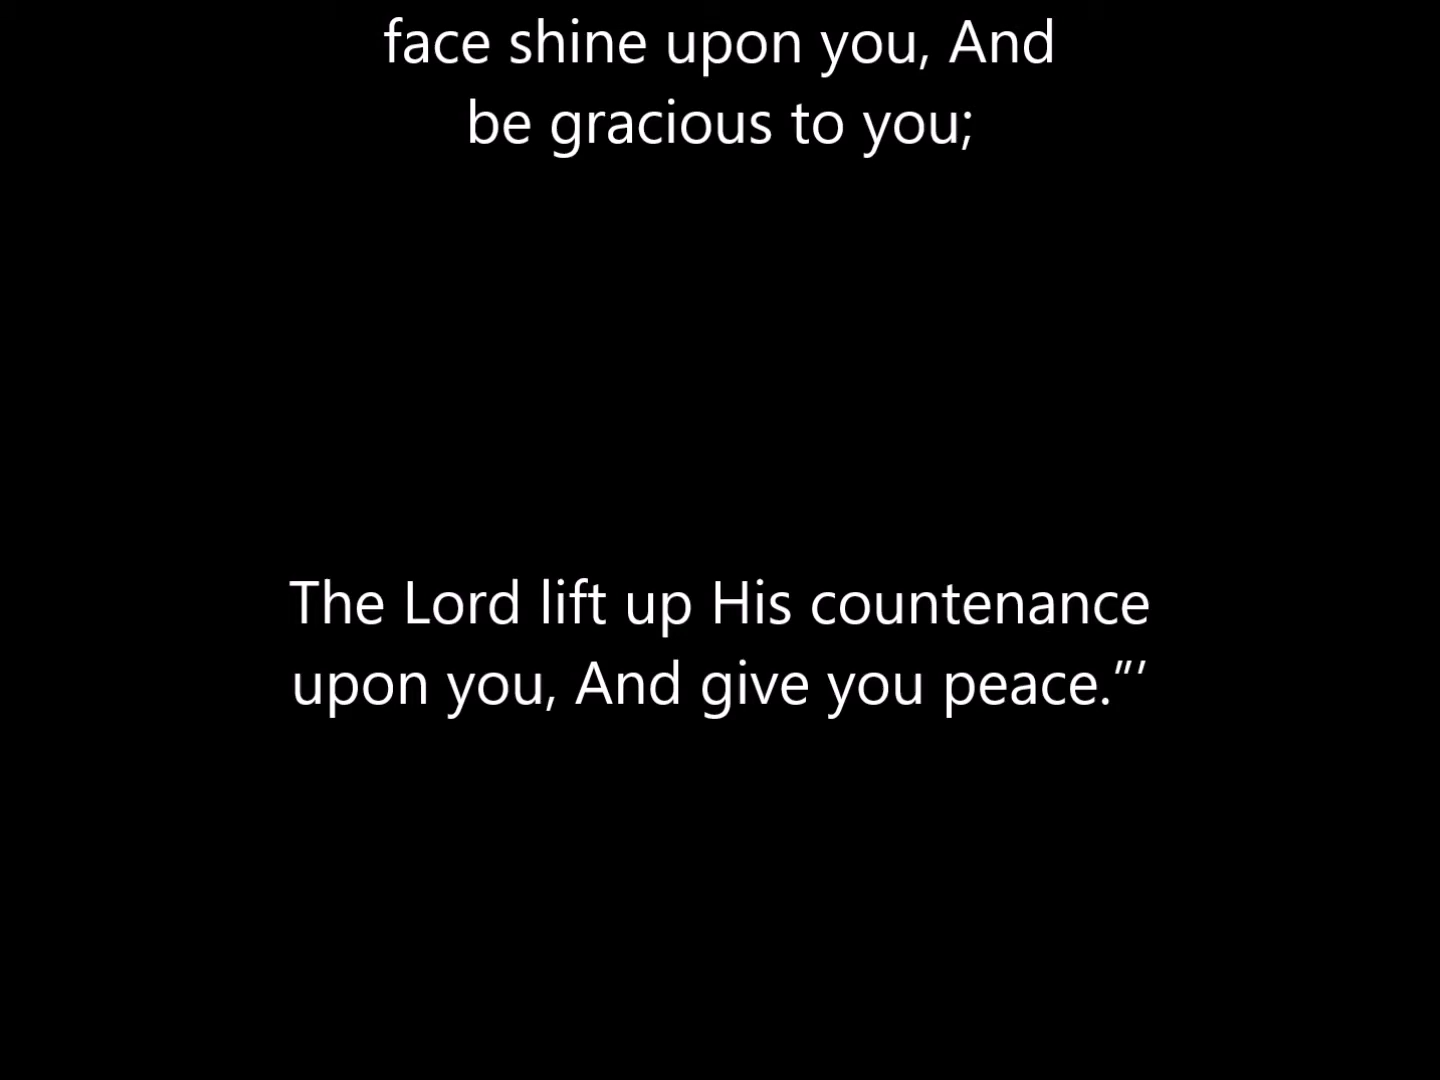 face shine upon you, And
be gracious to you;
The Lord lift up His countenance
upon you, And give you peace.”’